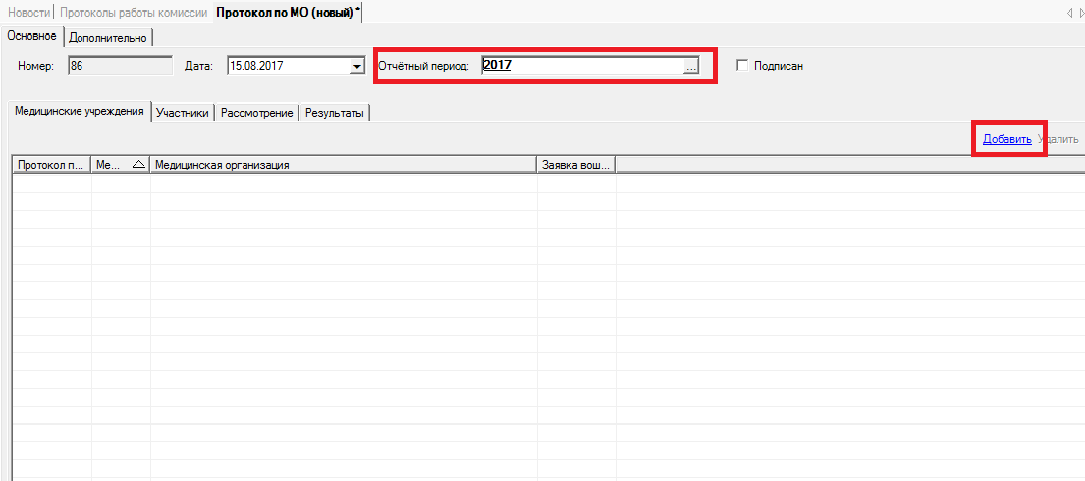 Новости Протоколы работы комиссии Протокол по МО (новый) *
Основное Дополнительно
Номер: 86 Дата: 15.08.2017 Отчётный период: 2017 ... Подписан
Медицинские учреждения Участники Рассмотрение Результаты
Добавить Удалить
Протокол п... Ме... Медицинская организация Заявка вош...